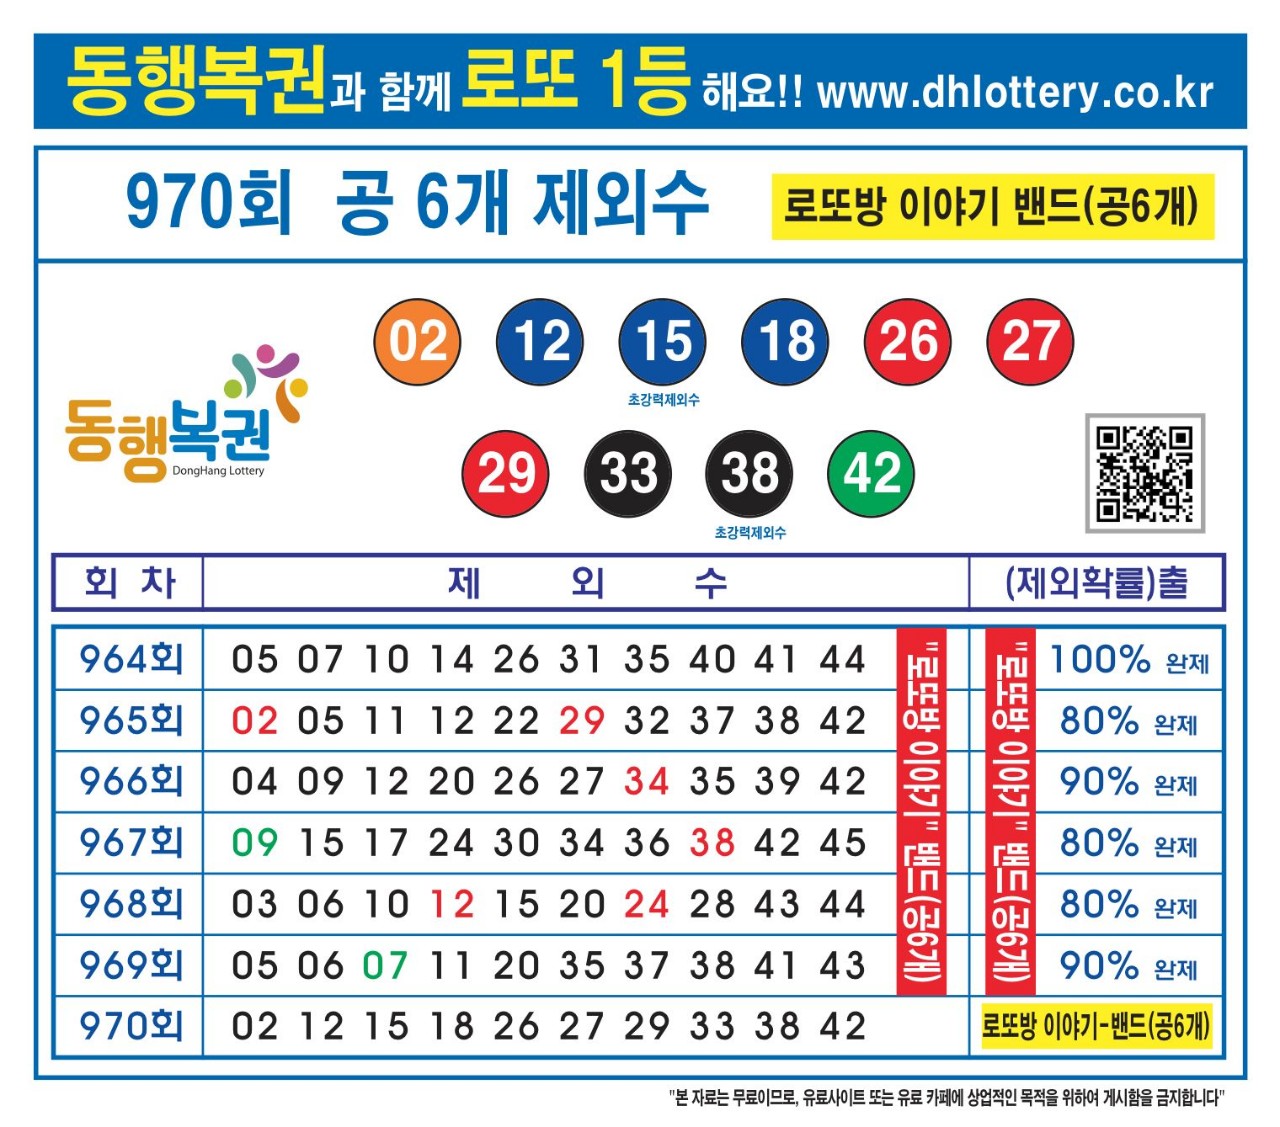 동행복권과 함께 로또 1등 해요!! www.dhlottery.co.kr
970회 공 6개 제외수
로또방 이야기 밴드(공6개)
02 12 15 18 26 27
초강력제외수
동행복권
DongHang Lottery
29 33 38 42
초강력제외수
회 차 제 외 수 (제외확률)출
964회 05 07 10 14 26 31 35 40 41 44 100% 완제
965회 02 05 11 12 22 29 32 37 38 42 80% 완제
966회 04 09 12 20 26 27 34 35 39 42 90% 완제
967회 09 15 17 24 30 34 36 38 42 45 80% 완제
968회 03 06 10 12 15 20 24 28 43 44 80% 완제
969회 05 06 07 11 20 35 37 38 41 43 90% 완제
"로또방 이야기" 밴드(공6개)
"로또방 이야기" 밴드(공6개)
970회 02 12 15 18 26 27 29 33 38 42 로또방 이야기-밴드(공6개)
"본 자료는 무료이므로, 유료사이트 또는 유료 카페에 상업적인 목적을 위하여 게시함을 금지합니다"